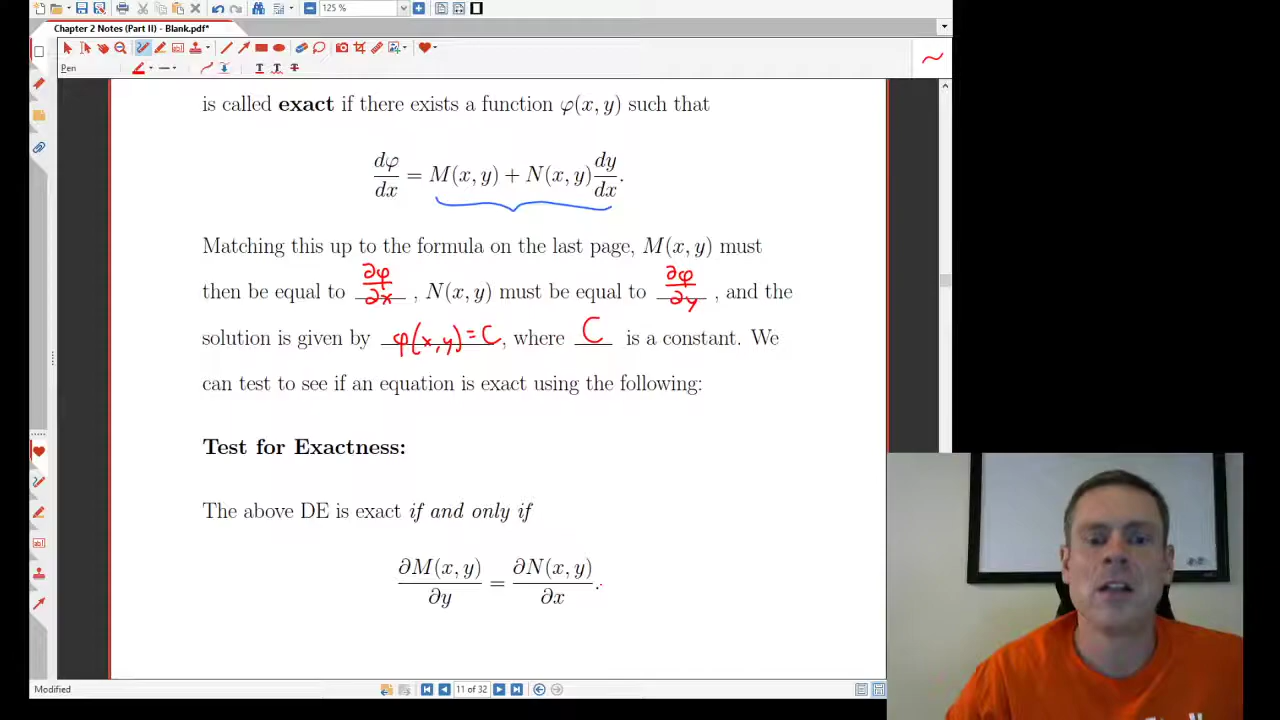 125 %
Chapter 2 Notes (Part II) - Blank.pdf*
Pen
T T T
is called exact if there exists a function φ(x, y) such that
dφ/dx = M(x, y) + N(x, y) dy/dx.
Matching this up to the formula on the last page, M(x, y) must
then be equal to ∂φ/∂x , N(x, y) must be equal to ∂φ/∂y , and the
solution is given by φ(x,y)=C, where C is a constant. We
can test to see if an equation is exact using the following:
Test for Exactness:
The above DE is exact if and only if
∂M(x, y)/∂y = ∂N(x, y)/∂x.
Modified
11 of 32